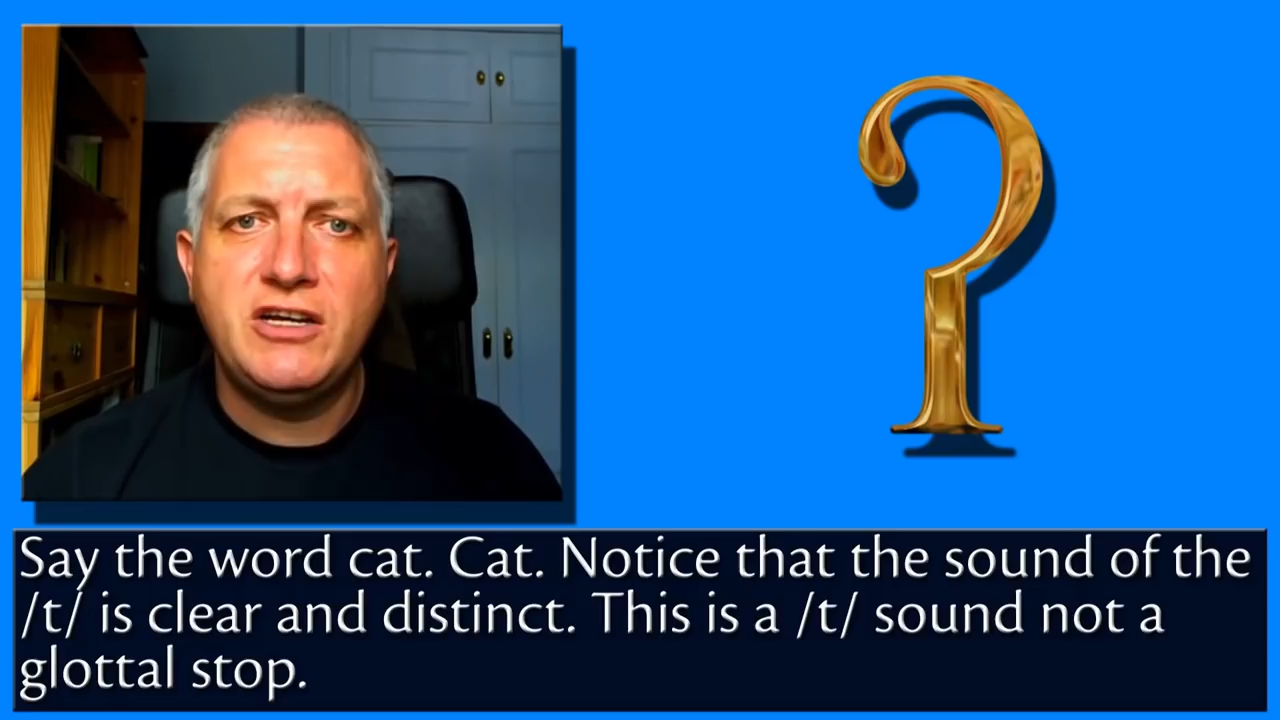 Say the word cat. Cat. Notice that the sound of the
/t/ is clear and distinct. This is a /t/ sound not a
glottal stop.